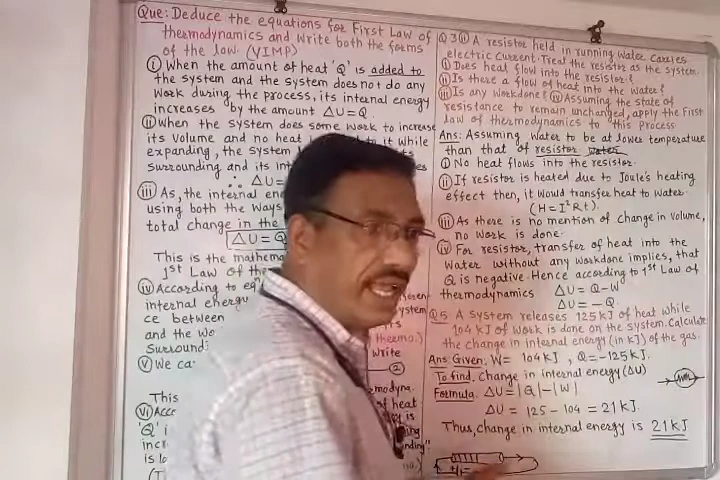 Que: Deduce the equations for First Law of
thermodynamics and write both the forms
of the law. (VIMP)
(i) When the amount of heat 'Q' is added to
the system and the system does not do any
work during the process, its internal energy
increases by the amount ΔU = Q.
(ii) When the system does some work to increase
its volume and no heat to it while
expanding, the system
surrounding and its int
∴ ΔU =
(iii) As, the internal en
using both the ways
total change in the
ΔU = Q
This is the mathema
1st Law of the
(iv) According to eqn
internal energy
ce between
and the wo
Surround
(v) We ca
write
(2)
modyna.
of heat
This
(vi) Acco
'Q' i
incr
is lo
Q 3 (ii) A resistor held in running water carries
electric current. Treat the resistor as the system.
(i) Does heat flow into the resistor?
(ii) Is there a flow of heat into the water?
(iii) Is any work done? (iv) Assuming the state of
resistance to remain unchanged, apply the First
law of thermodynamics to this process.
Ans: Assuming water to be at lower temperature
than that of resistor
(i) No heat flows into the resistor.
(ii) If resistor is heated due to Joule's heating
effect then, it would transfer heat to water.
(H = I²Rt).
(iii) As there is no mention of change in volume,
no work is done.
(iv) For resistor, transfer of heat into the
water without any workdone implies, that
Q is negative. Hence according to 1st Law of
thermodynamics ΔU = Q - W
ΔU = - Q.
Q5. A system releases 125 kJ of heat while
104 kJ of work is done on the system. Calculate
the change in internal energy (in kJ) of the gas.
Ans: Given: W = 104 kJ, Q = -125 kJ.
To find: Change in internal energy (ΔU)
Formula: ΔU = |Q| - |W|
ΔU = 125 - 104 = 21 kJ.
Thus, change in internal energy is 21 kJ